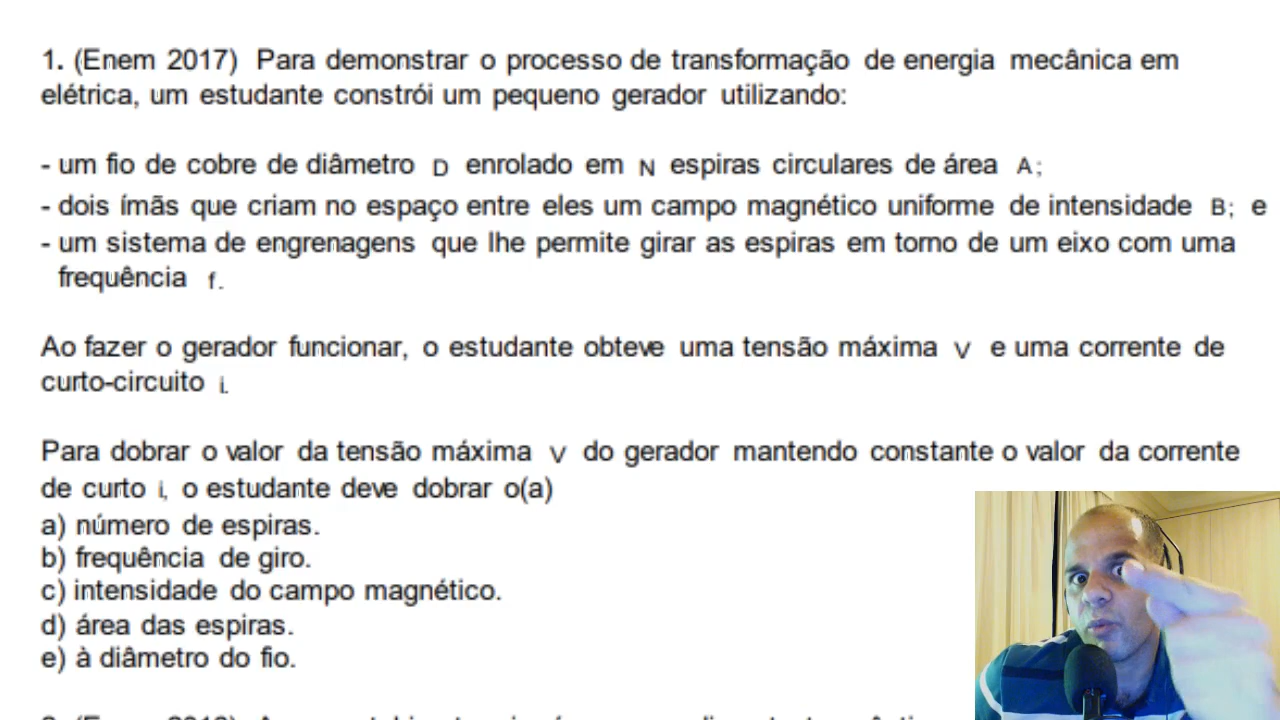 1. (Enem 2017) Para demonstrar o processo de transformação de energia mecânica em
elétrica, um estudante constrói um pequeno gerador utilizando:
- um fio de cobre de diâmetro D enrolado em N espiras circulares de área A;
- dois ímãs que criam no espaço entre eles um campo magnético uniforme de intensidade B; e
- um sistema de engrenagens que lhe permite girar as espiras em torno de um eixo com uma
frequência f.
Ao fazer o gerador funcionar, o estudante obteve uma tensão máxima V e uma corrente de
curto-circuito i.
Para dobrar o valor da tensão máxima V do gerador mantendo constante o valor da corrente
de curto i, o estudante deve dobrar o(a)
a) número de espiras.
b) frequência de giro.
c) intensidade do campo magnético.
d) área das espiras.
e) à diâmetro do fio.